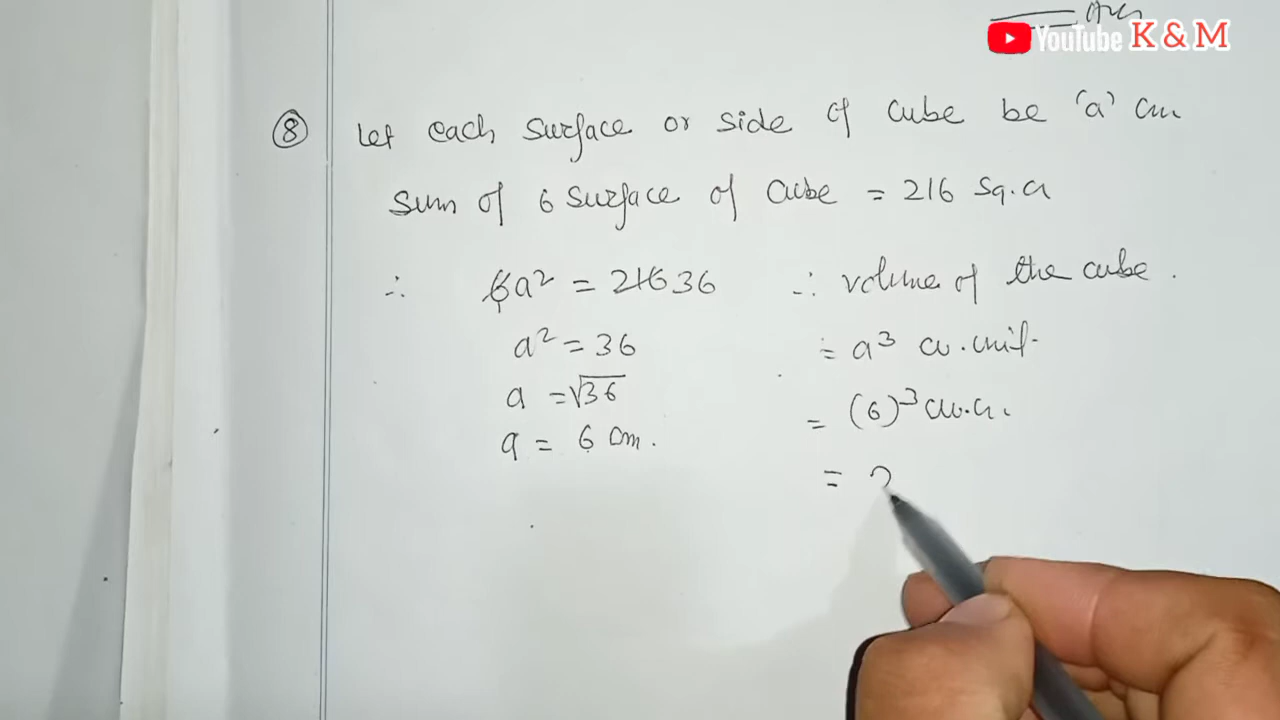 YouTube K & M
⑧ Let each surface or side of cube be 'a' cm
Sum of 6 surface of cube = 216 sq.u
∴ 6a² = 216 36
a² = 36
a = √36
a = 6 cm.
∴ volume of the cube.
= a³ cu.unit
= (6)³ cu.u.
= 2